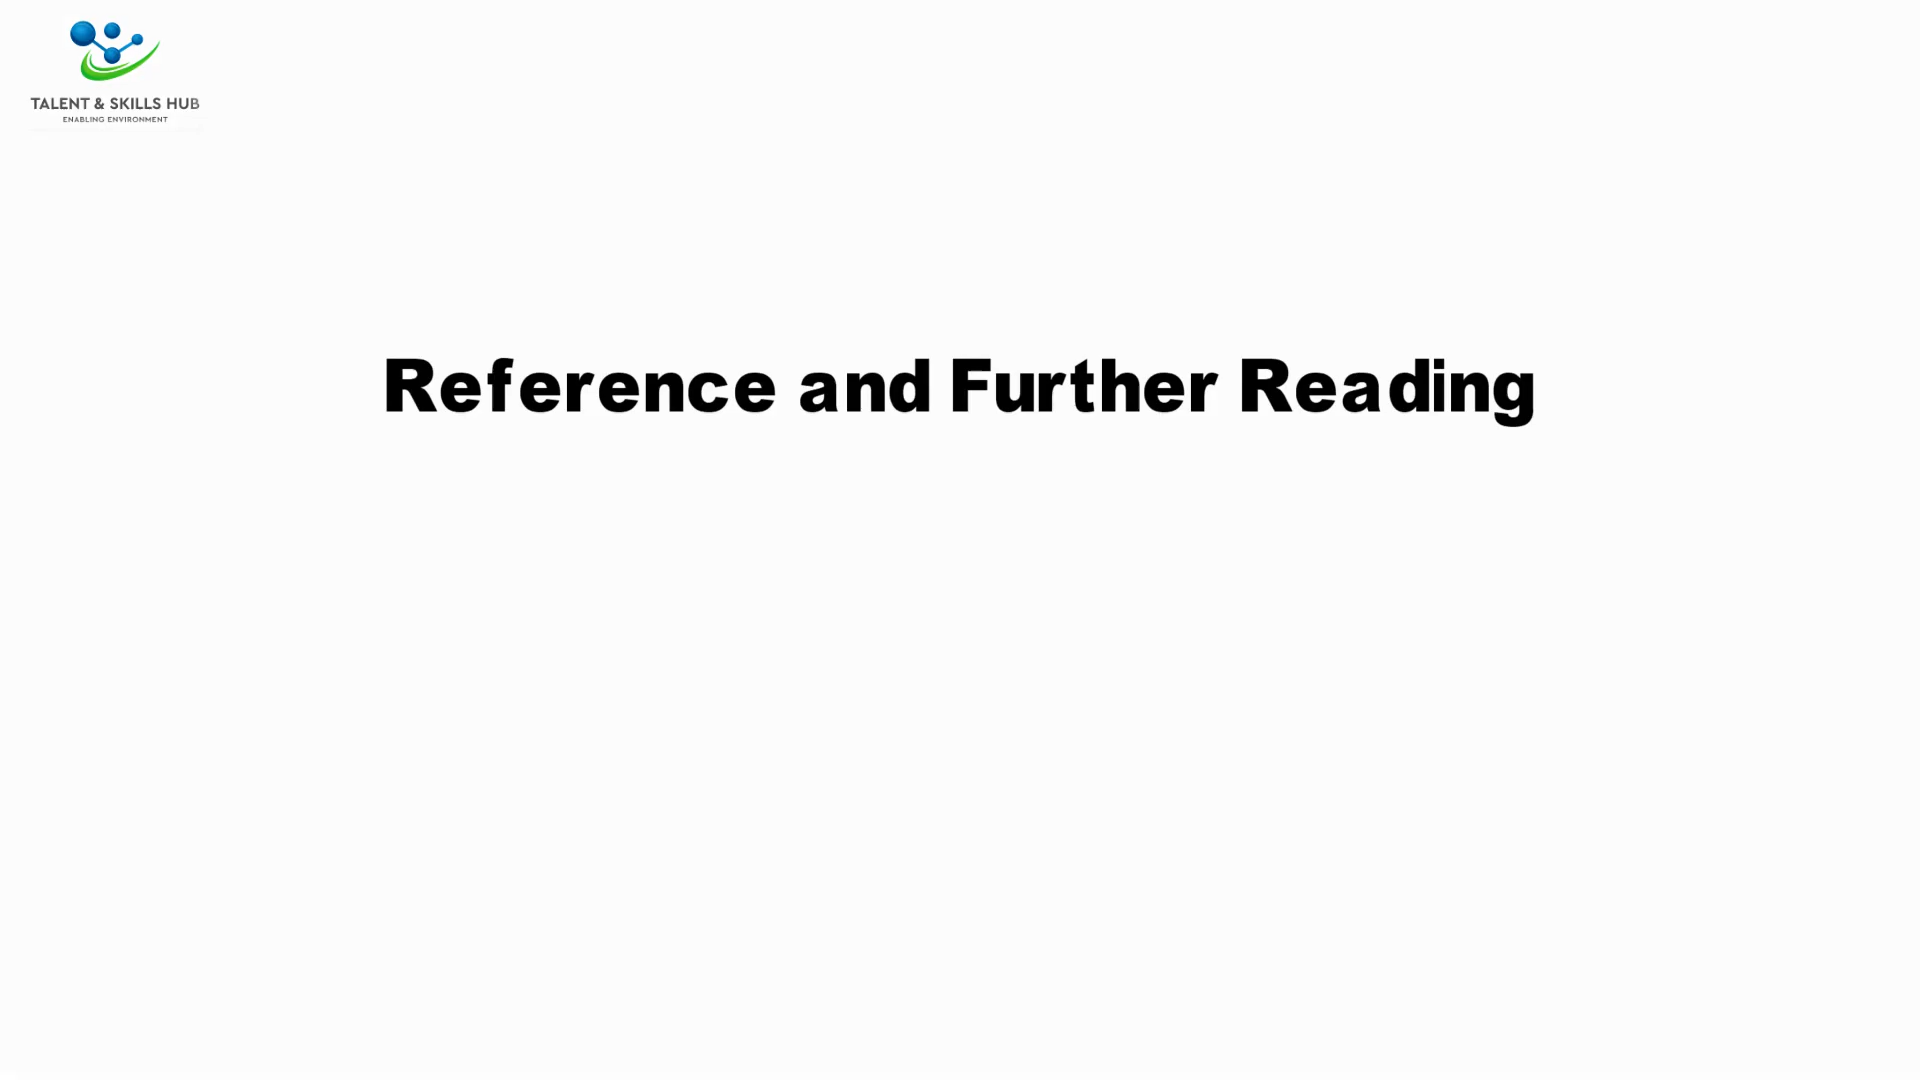 TALENT & SKILLS HUB
ENABLING ENVIRONMENT
Reference and Further Reading